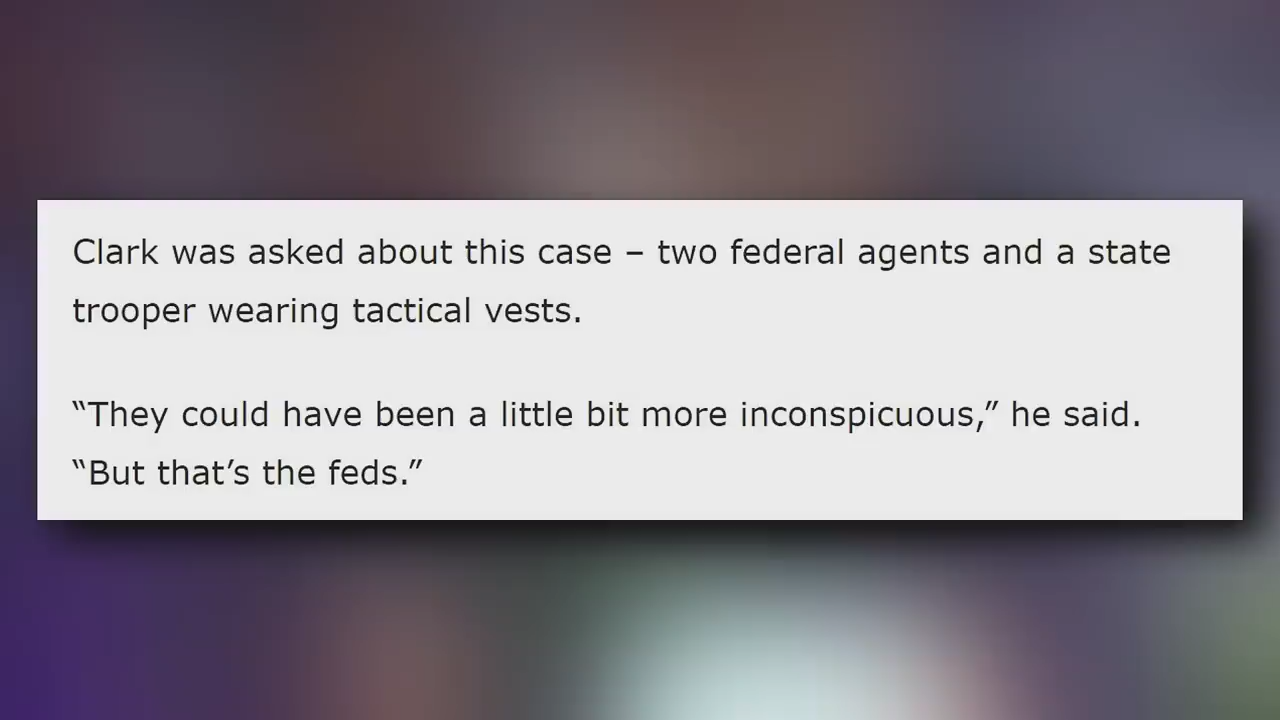 Clark was asked about this case – two federal agents and a state
trooper wearing tactical vests.
“They could have been a little bit more inconspicuous,” he said.
“But that’s the feds.”